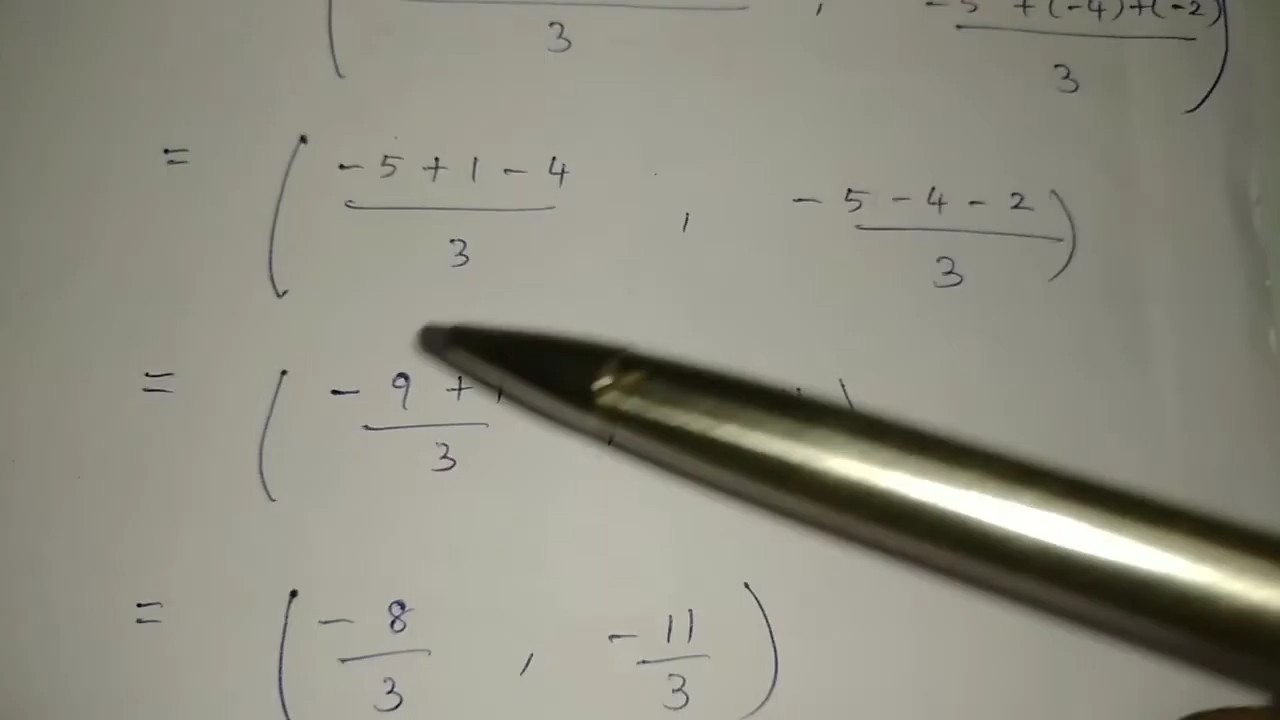 ( 3 , -5 +(-4)+(-2) / 3 )
= ( -5+1-4 / 3 , -5-4-2 / 3 )
= ( -9+ / 3 )
= ( -8 / 3 , -11 / 3 )